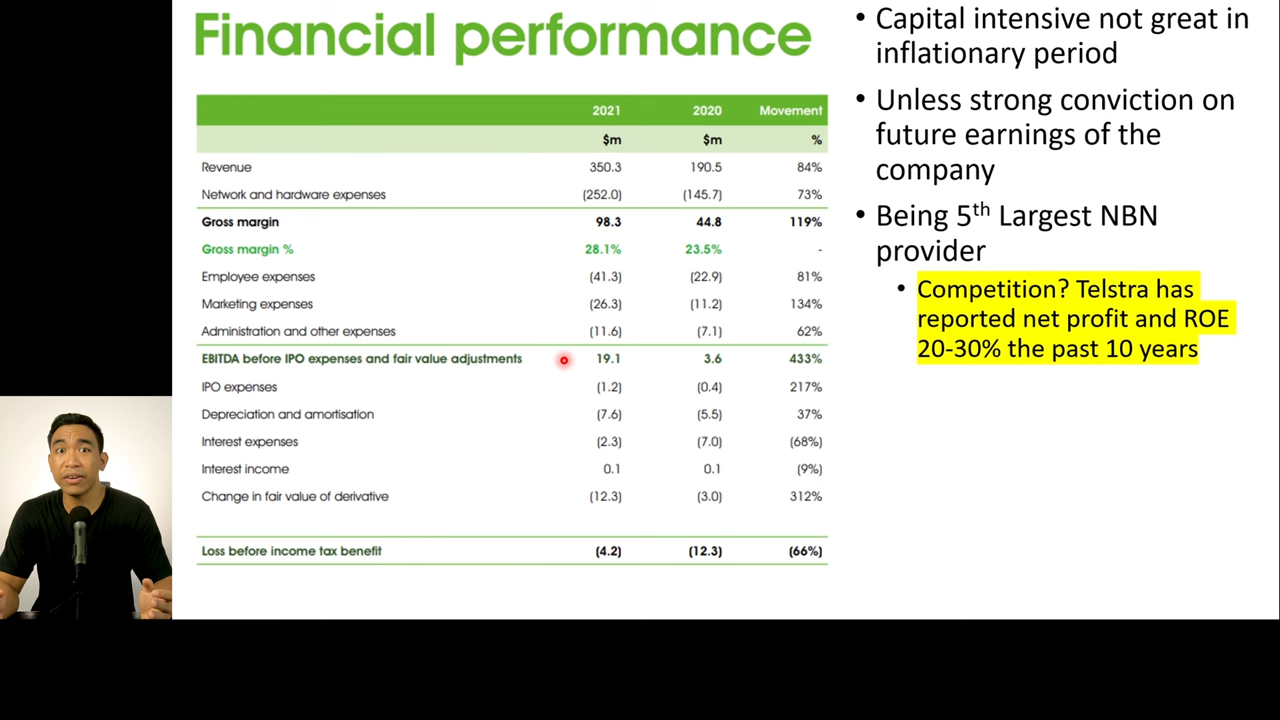 Financial performance
2021 2020 Movement
$m $m %
Revenue 350.3 190.5 84%
Network and hardware expenses (252.0) (145.7) 73%
Gross margin 98.3 44.8 119%
Gross margin % 28.1% 23.5% -
Employee expenses (41.3) (22.9) 81%
Marketing expenses (26.3) (11.2) 134%
Administration and other expenses (11.6) (7.1) 62%
EBITDA before IPO expenses and fair value adjustments 19.1 3.6 433%
IPO expenses (1.2) (0.4) 217%
Depreciation and amortisation (7.6) (5.5) 37%
Interest expenses (2.3) (7.0) (68%)
Interest income 0.1 0.1 (9%)
Change in fair value of derivative (12.3) (3.0) 312%
Loss before income tax benefit (4.2) (12.3) (66%)
• Capital intensive not great in
inflationary period
• Unless strong conviction on
future earnings of the
company
• Being 5th Largest NBN
provider
• Competition? Telstra has
reported net profit and ROE
20-30% the past 10 years